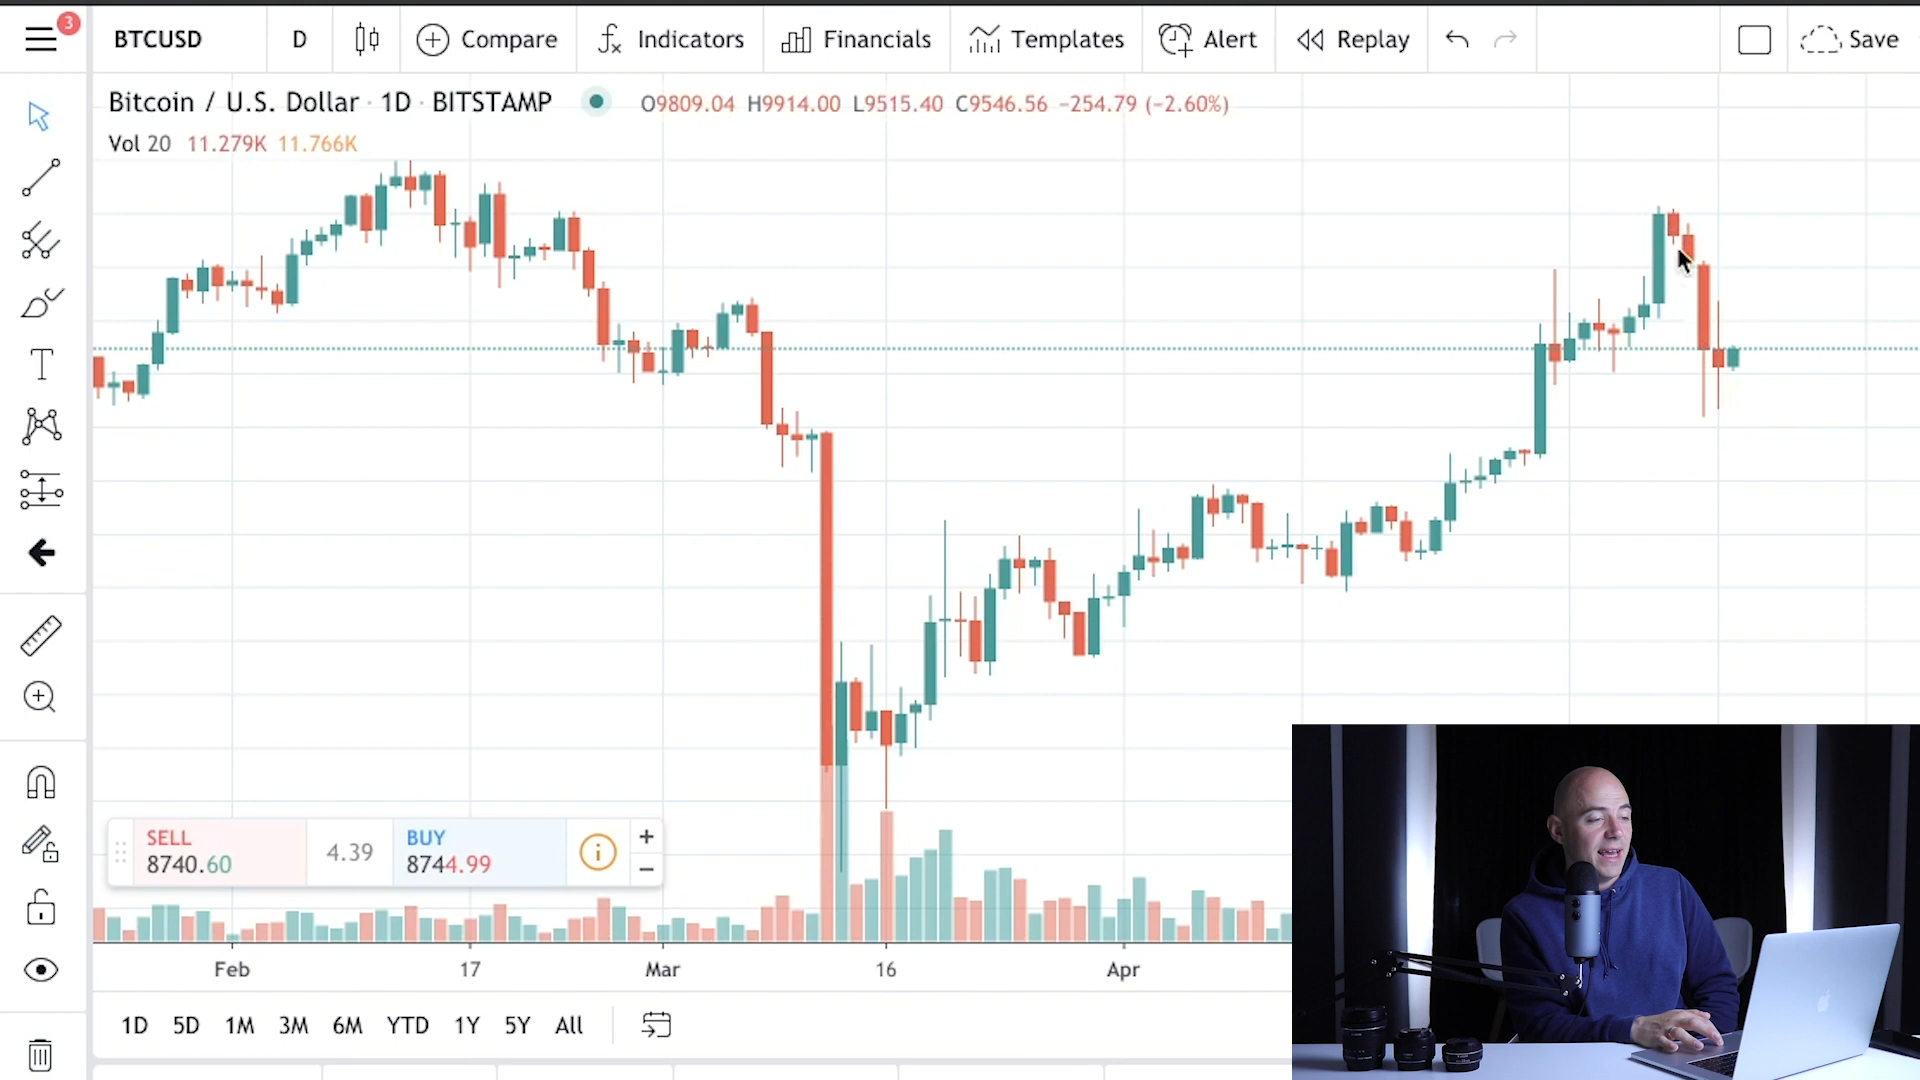 3
BTCUSD D Compare Indicators Financials Templates Alert Replay Save
Bitcoin / U.S. Dollar · 1D · BITSTAMP O9809.04 H9914.00 L9515.40 C9546.56 −254.79 (−2.60%)
Vol 20 11.279K 11.766K
SELL
8740.60
4.39
BUY
8744.99
Feb 17 Mar 16 Apr
1D 5D 1M 3M 6M YTD 1Y 5Y All